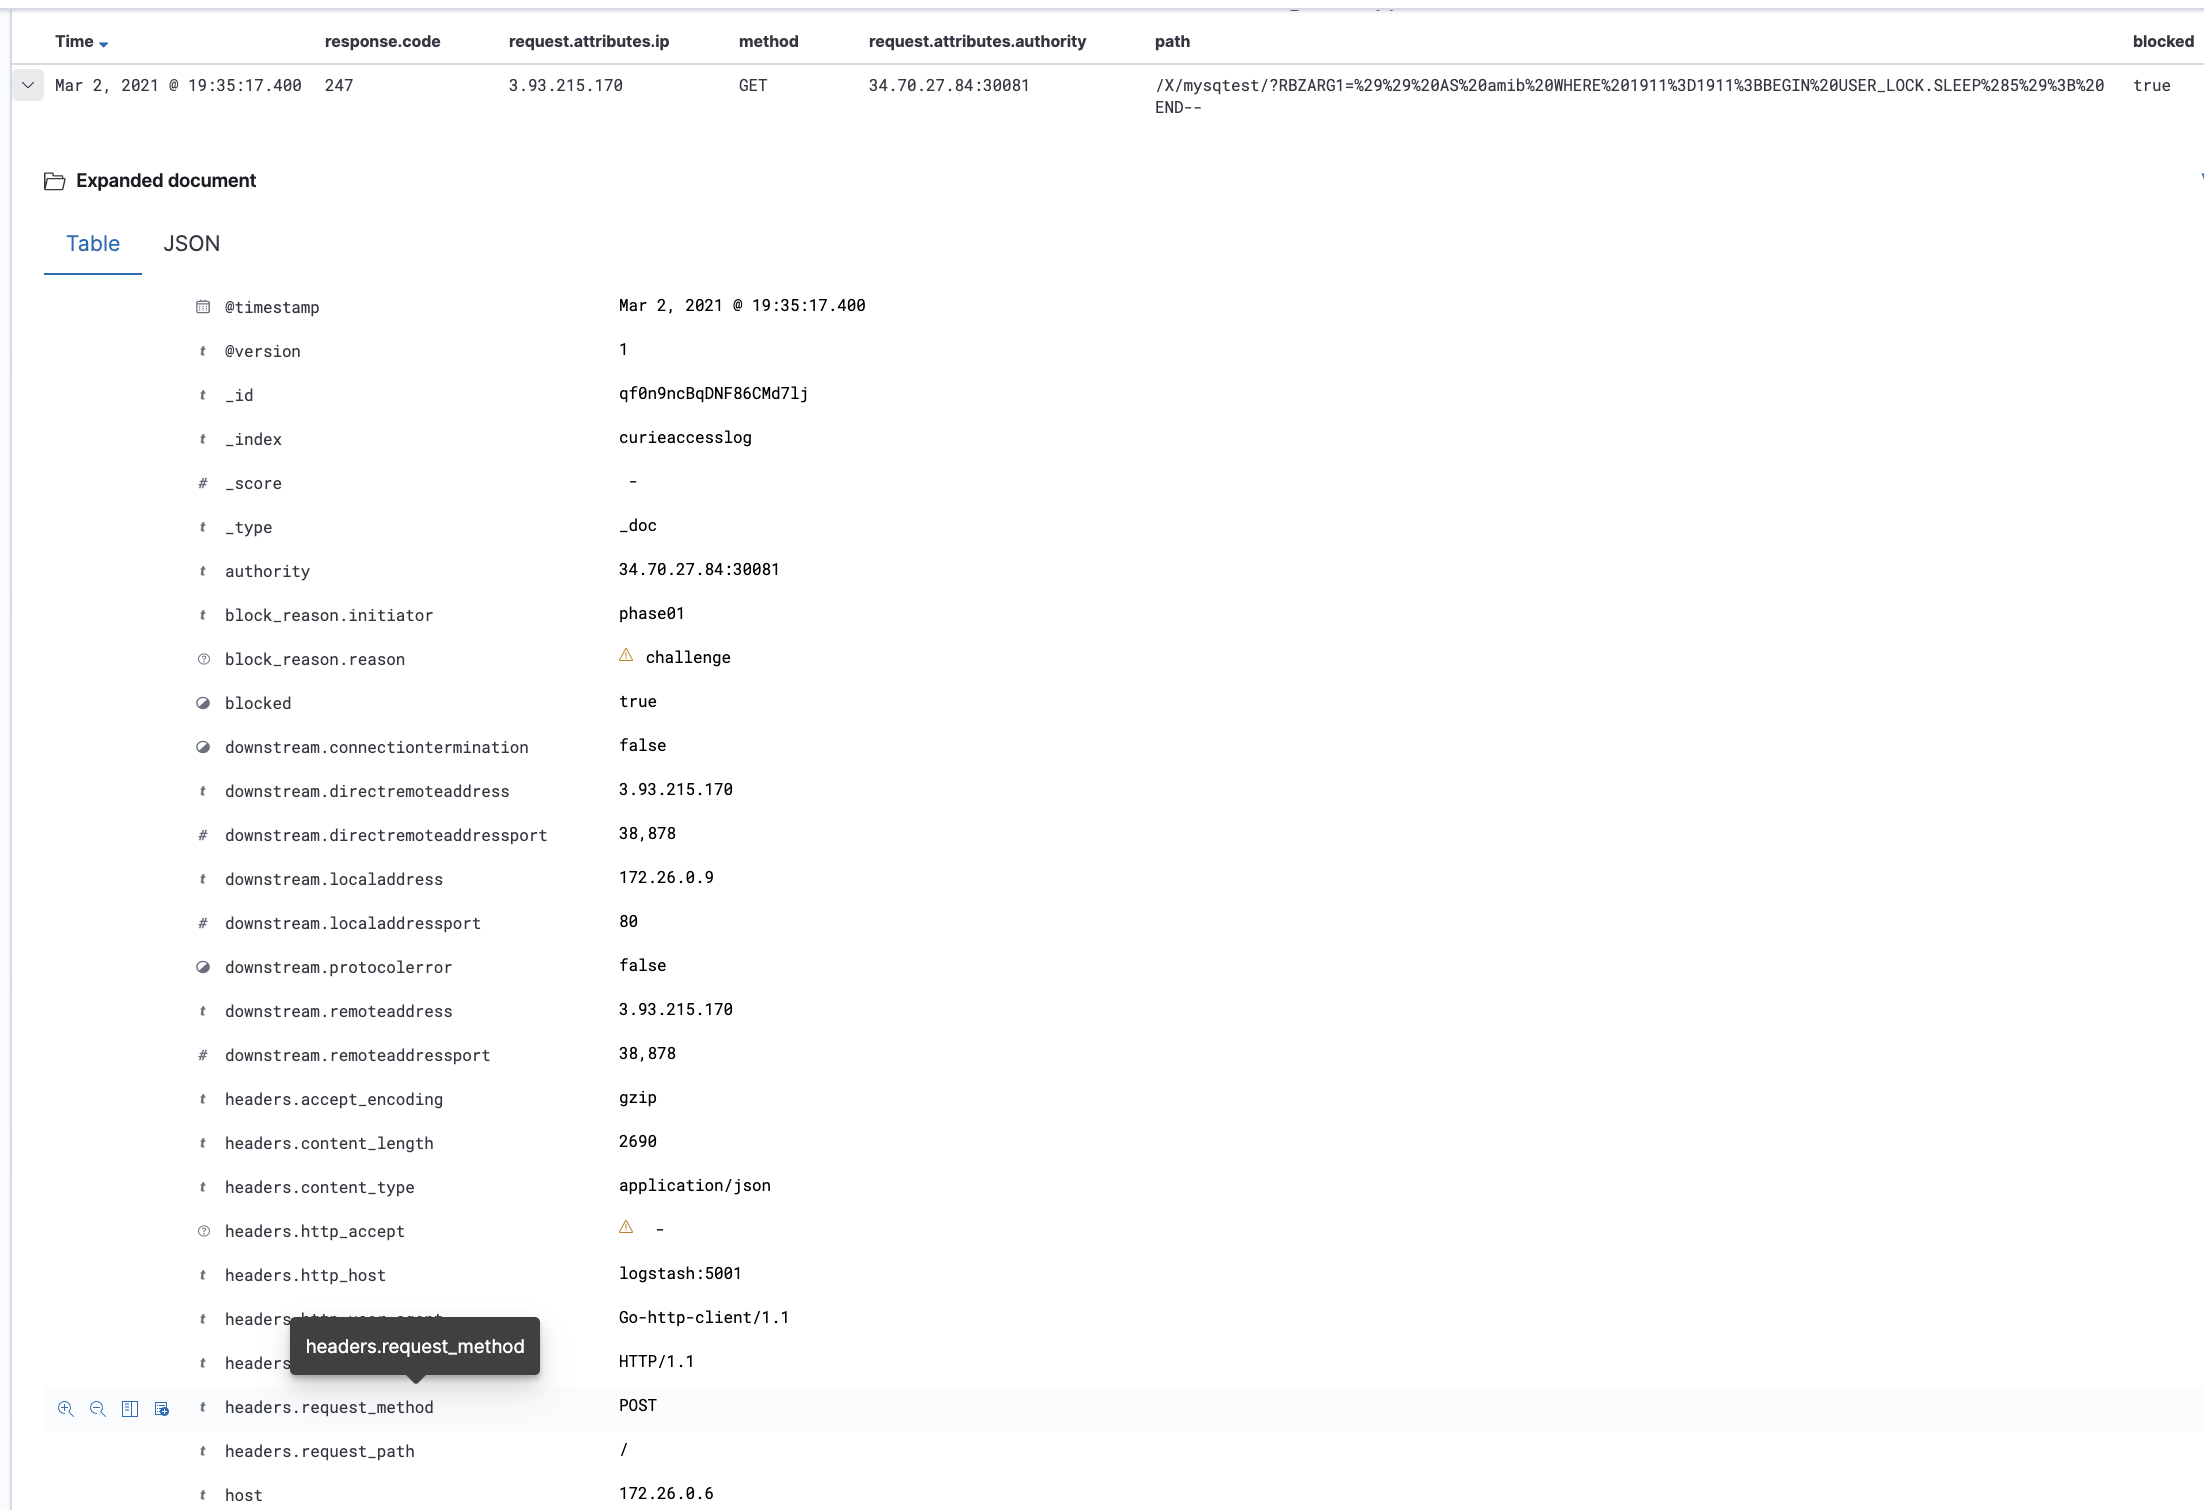 Time response.code request.attributes.ip method request.attributes.authority path blocked
Mar 2, 2021 @ 19:35:17.400 247 3.93.215.170 GET 34.70.27.84:30081 /X/mysqtest/?RBZARG1=%29%29%20AS%20amib%20WHERE%201911%3D1911%3BBEGIN%20USER_LOCK.SLEEP%285%29%3B%20 true
END--
Expanded document
Table JSON
@timestamp Mar 2, 2021 @ 19:35:17.400
t @version 1
t _id qf0n9ncBqDNF86CMd7lj
t _index curieaccesslog
# _score -
t _type _doc
t authority 34.70.27.84:30081
t block_reason.initiator phase01
? block_reason.reason challenge
blocked true
downstream.connectiontermination false
t downstream.directremoteaddress 3.93.215.170
# downstream.directremoteaddressport 38,878
t downstream.localaddress 172.26.0.9
# downstream.localaddressport 80
downstream.protocolerror false
t downstream.remoteaddress 3.93.215.170
# downstream.remoteaddressport 38,878
t headers.accept_encoding gzip
t headers.content_length 2690
t headers.content_type application/json
? headers.http_accept -
t headers.http_host logstash:5001
t headers Go-http-client/1.1
headers.request_method
t headers HTTP/1.1
t headers.request_method POST
t headers.request_path /
t host 172.26.0.6